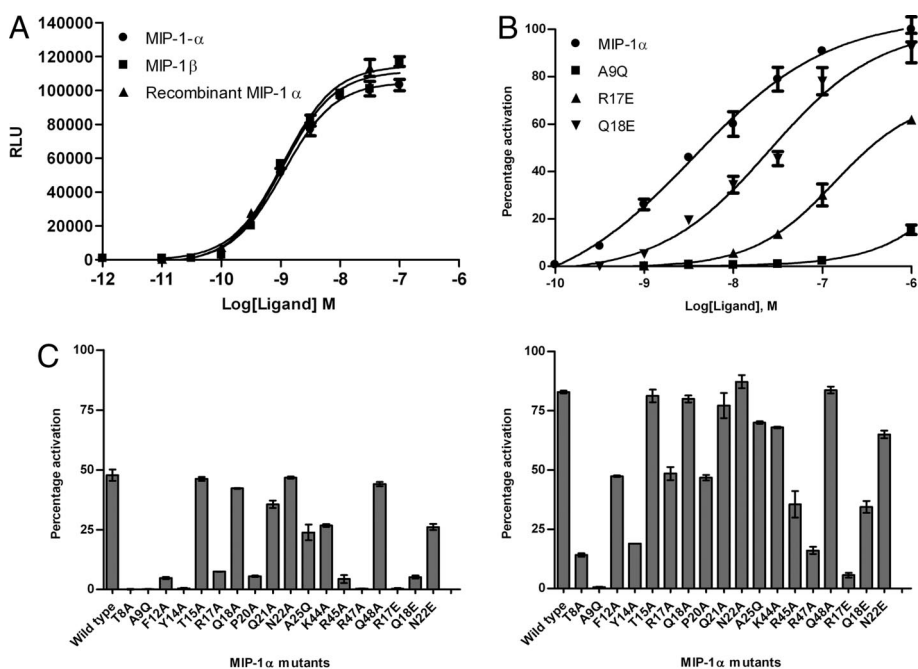 A
140000
120000
100000
80000
60000
40000
20000
0
RLU
MIP-1-α
MIP-1β
Recombinant MIP-1 α
-12 -11 -10 -9 -8 -7 -6
Log[Ligand] M
B
100
80
60
40
20
0
Percentage activation
MIP-1α
A9Q
R17E
Q18E
-10 -9 -8 -7 -6
Log[Ligand], M
C
100
75
50
25
0
Percentage activation
Wild type T8A A9Q F12A Y14A T15A R17A Q18A P20A Q21A N22A A25Q K44A R45A R47A Q48A R17E Q18E N22E
MIP-1α mutants
100
75
50
25
0
Percentage activation
Wild type T8A A9Q F12A Y14A T15A R17A Q18A P20A Q21A N22A A25Q K44A R45A R47A Q48A R17E Q18E N22E
MIP-1α mutants